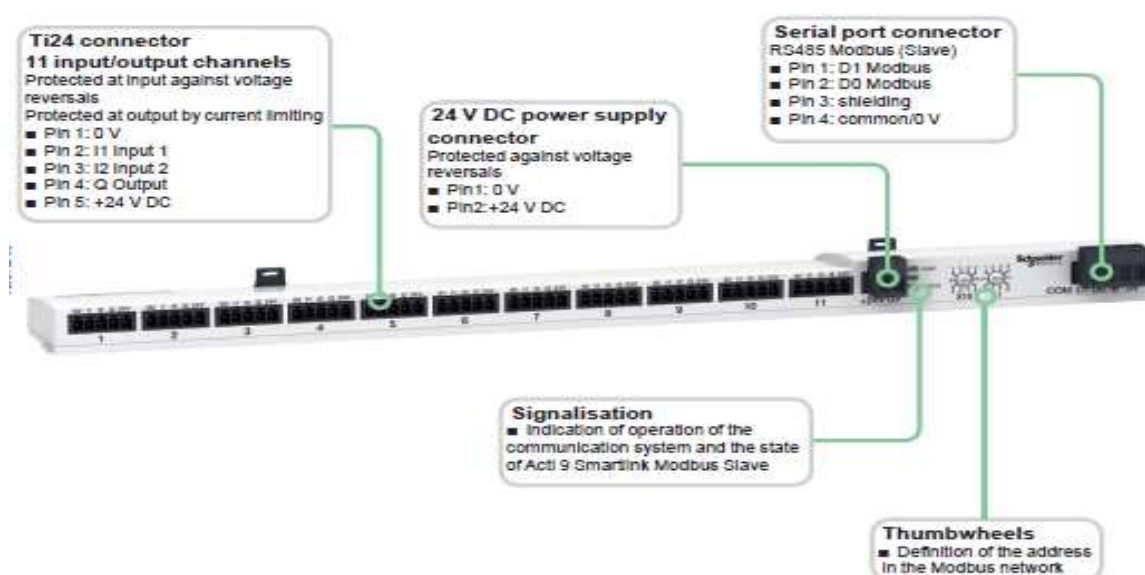 Ti24 connector
11 input/output channels
Protected at input against voltage
reversals
Protected at output by current limiting
■ Pin 1: 0 V
■ Pin 2: I1 Input 1
■ Pin 3: I2 Input 2
■ Pin 4: Q Output
■ Pin 5: +24 V DC
24 V DC power supply
connector
Protected against voltage
reversals
■ Pin1: 0 V
■ Pin2:+24 V DC
Serial port connector
RS485 Modbus (Slave)
■ Pin 1: D1 Modbus
■ Pin 2: D0 Modbus
■ Pin 3: shielding
■ Pin 4: common/0 V
Schneider
COM
1 2 3 4 5 6 7 8 9 10 11
Signalisation
■ Indication of operation of the
communication system and the state
of Acti 9 Smartlink Modbus Slave
Thumbwheels
■ Definition of the address
in the Modbus network